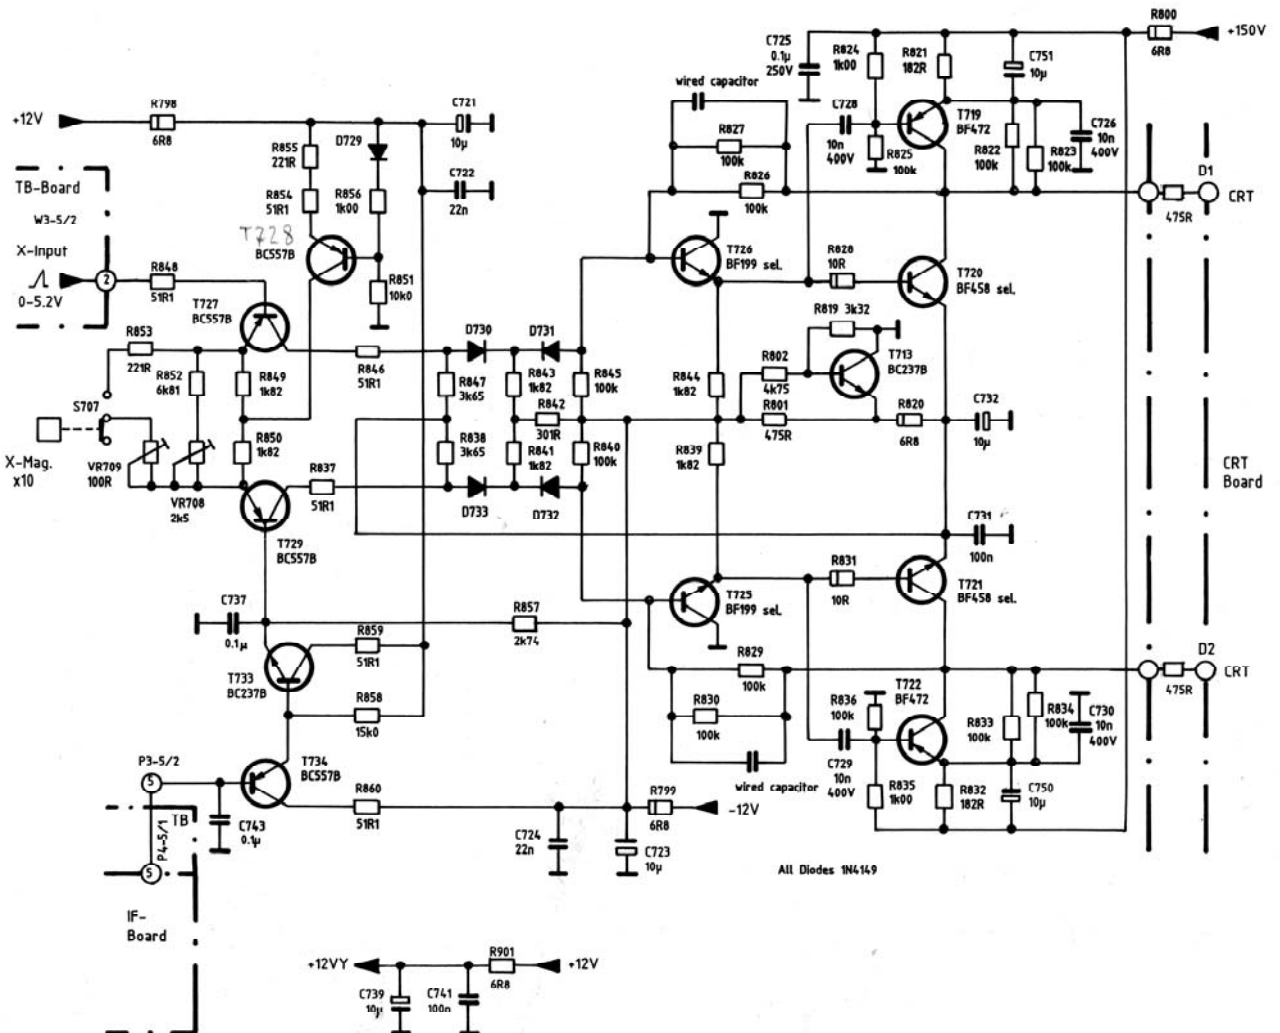 R800
+150V
6R8
C725
0.1µ
250V
R824
1k00
R821
182R
C751
10µ
wired capacitor
R798
+12V
6R8
C721
10µ
C728
10n
400V
T719
BF472
C726
10n
400V
R855
221R
D729
R827
100k
R825
100k
R822
100k
R823
100k
TB-Board
R854
51R1
R856
1k00
C722
22n
R826
100k
D1
CRT
475R
W3-5/2
T728
BC557B
X-Input
T726
BF199 sel.
R828
10R
T720
BF458 sel.
2
R848
51R1
0-5.2V
R851
10k0
T727
BC557B
R853
221R
D730
D731
R819 3k32
T713
BC237B
R852
6k81
R849
1k82
R846
51R1
R847
3k65
R843
1k82
R845
100k
R844
1k82
R802
4k75
S707
R842
301R
R801
475R
R820
6R8
C732
10µ
X-Mag.
x10
VR709
100R
R850
1k82
R837
51R1
R838
3k65
R841
1k82
R840
100k
R839
1k82
CRT
Board
VR708
2k5
D733
D732
C731
100n
T729
BC557B
R831
10R
T721
BF458 sel.
T725
BF199 sel.
C737
0.1µ
R857
2k74
R859
51R1
T733
BC237B
R829
100k
D2
CRT
475R
R858
15k0
R830
100k
R836
100k
T722
BF472
R833
100k
R834
100k
C730
10n
400V
P3-5/2
5
T734
BC557B
C729
10n
400V
wired capacitor
R860
51R1
R799
6R8
-12V
R835
1k00
R832
182R
C750
10µ
TB
P4-5/1
C743
0.1µ
C724
22n
C723
10µ
5
All Diodes 1N4149
IF-
Board
R901
+12VY
+12V
6R8
C739
10µ
C741
100n